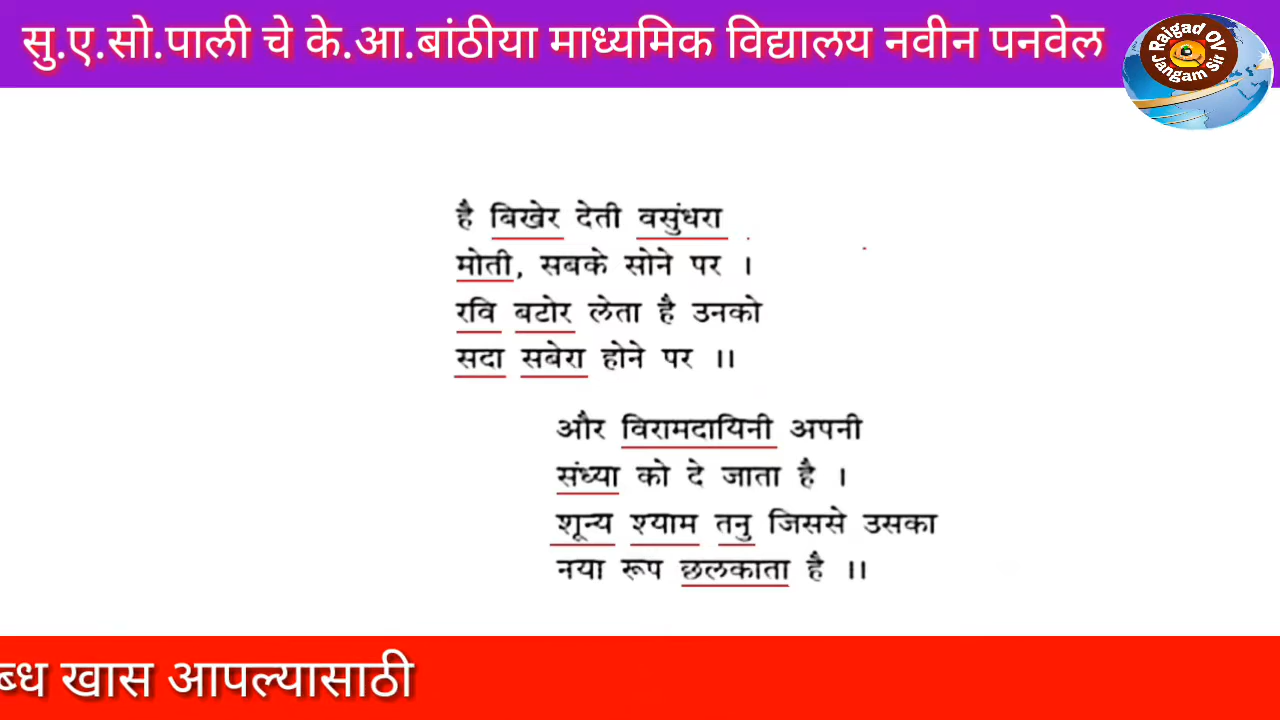 सु.ए.सो.पाली चे के.आ.बांठीया माध्यमिक विद्यालय नवीन पनवेल
Raigad OV
Jangam Sir
है बिखेर देती वसुंधरा
मोती, सबके सोने पर ।
रवि बटोर लेता है उनको
सदा सबेरा होने पर ।।
और विरामदायिनी अपनी
संध्या को दे जाता है ।
शून्य श्याम तनु जिससे उसका
नया रूप छलकाता है ।।
ब्ध खास आपल्यासाठी